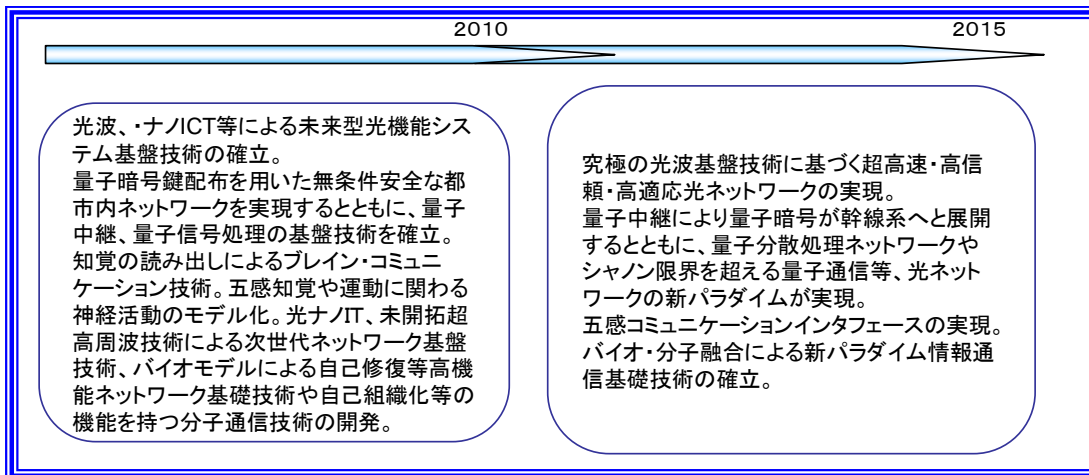 2010
2015
光波、・ナノICT等による未来型光機能シス
テム基盤技術の確立。
量子暗号鍵配布を用いた無条件安全な都
市内ネットワークを実現するとともに、量子
中継、量子信号処理の基盤技術を確立。
知覚の読み出しによるブレイン・コミュニ
ケーション技術。五感知覚や運動に関わる
神経活動のモデル化。光ナノIT、未開拓超
高周波技術による次世代ネットワーク基盤
技術、バイオモデルによる自己修復等高機
能ネットワーク基礎技術や自己組織化等の
機能を持つ分子通信技術の開発。
究極の光波基盤技術に基づく超高速・高信
頼・高適応光ネットワークの実現。
量子中継により量子暗号が幹線系へと展開
するとともに、量子分散処理ネットワークや
シャノン限界を超える量子通信等、光ネット
ワークの新パラダイムが実現。
五感コミュニケーションインタフェースの実現。
バイオ・分子融合による新パラダイム情報通
信基礎技術の確立。